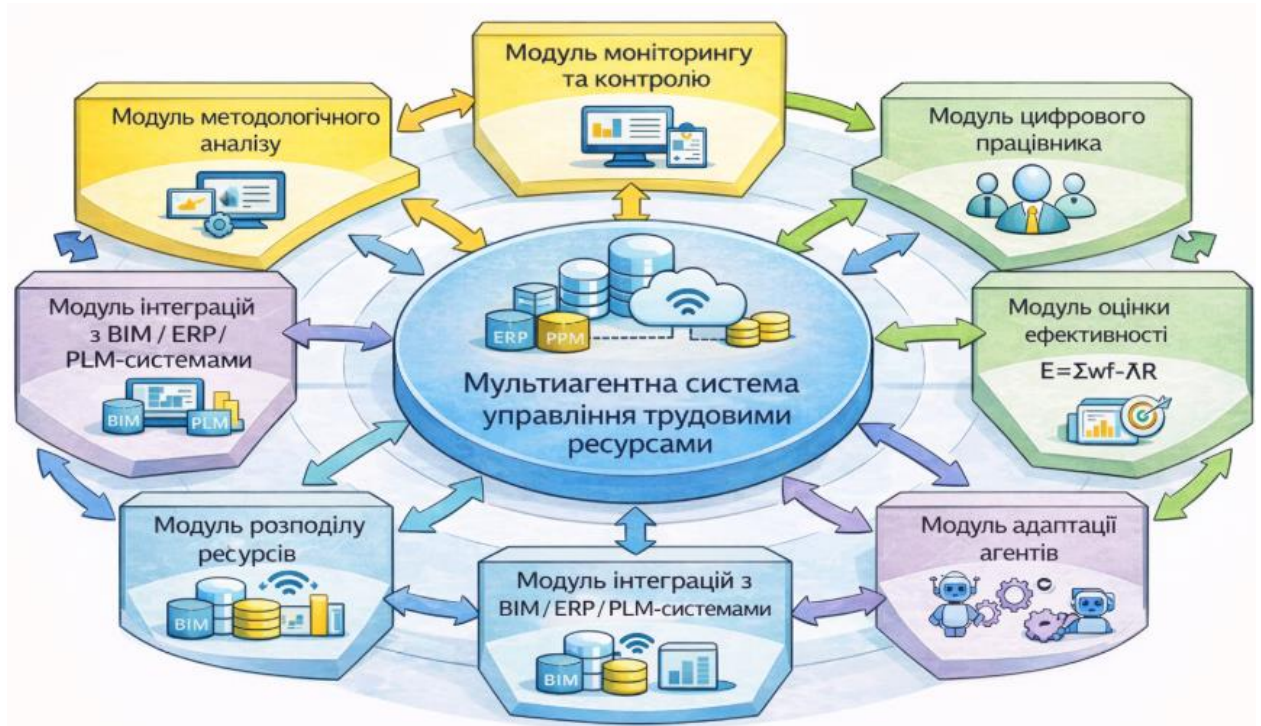 Модуль моніторингу
та контролю
Модуль методологічного
аналізу
Модуль цифрового
працівника
Модуль інтеграцій
з BIM / ERP /
PLM-системами
BIM
PLM
ERP
PPM
Мультиагентна система
управління трудовими
ресурсами
Модуль оцінки
ефективності
E=Σwf-ƛR
Модуль розподілу
ресурсів
BIM
Модуль інтеграцій з
BIM / ERP / PLM-системами
BIM
Модуль адаптації
агентів